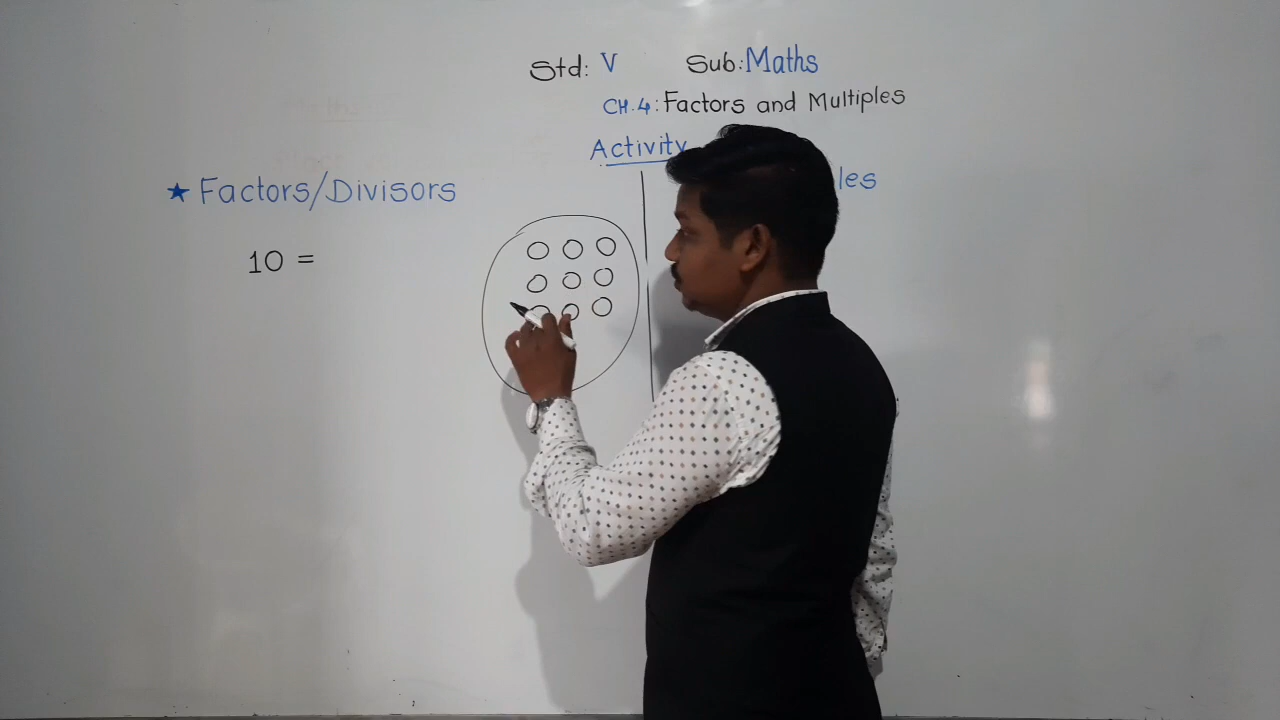 Std: V Sub: Maths
CH.4: Factors and Multiples
Activity
★ Factors/Divisors
10 =